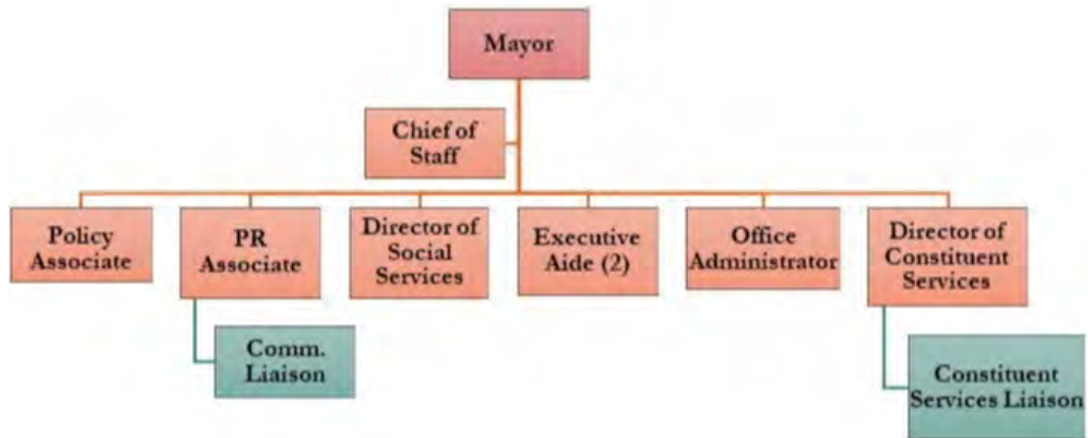 Mayor
Chief of
Staff
Policy
Associate
PR
Associate
Director of
Social
Services
Executive
Aide (2)
Office
Administrator
Director of
Constituent
Services
Comm.
Liaison
Constituent
Services Liaison